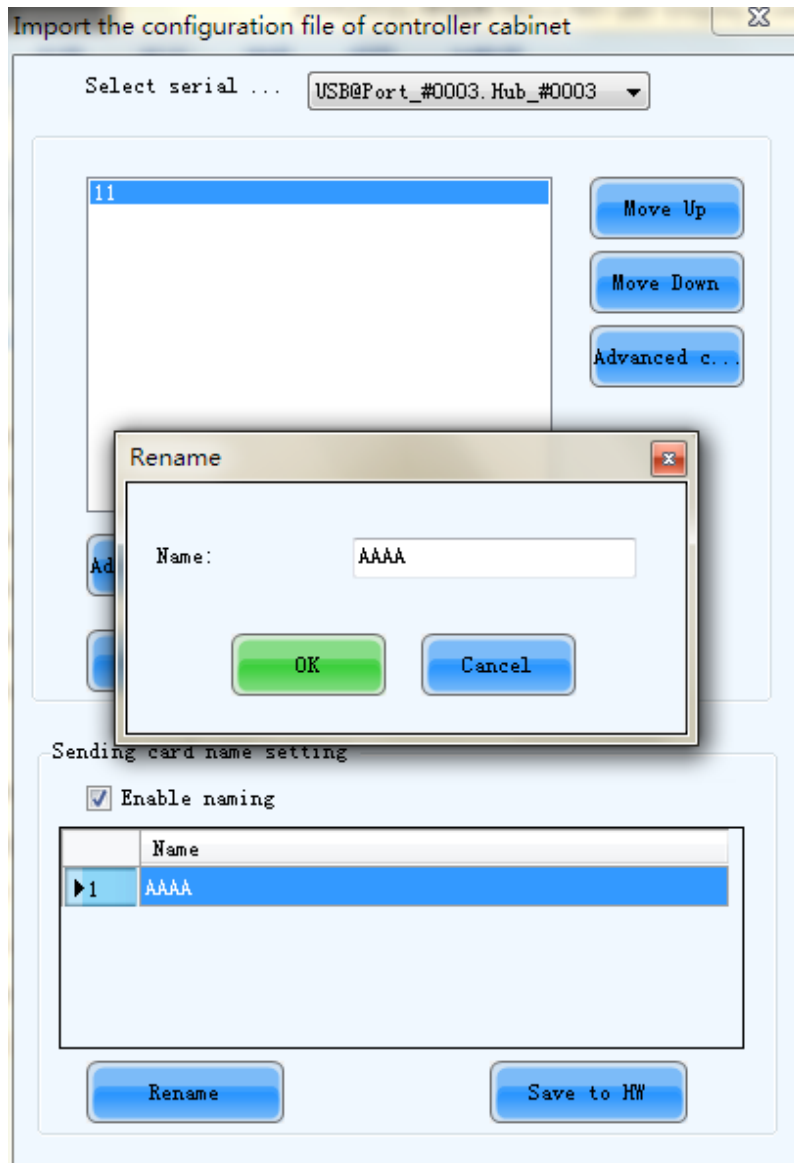 Import the configuration file of controller cabinet
Select serial ...
USB@Port_#0003.Hub_#0003
11
Move Up
Move Down
Advanced c...
Rename
Ad
Name:
AAAA
OK
Cancel
Sending card name setting
Enable naming
Name
1
AAAA
Rename
Save to HW